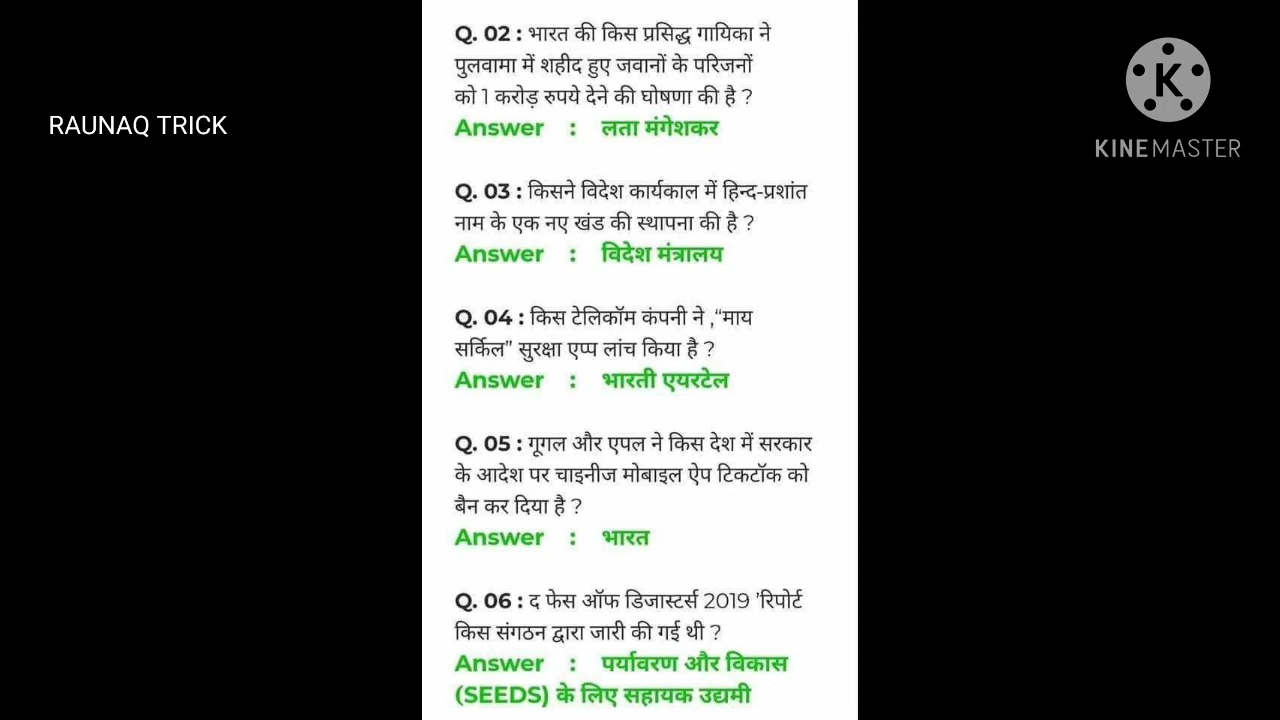 RAUNAQ TRICK
K
KINEMASTER
Q. 02 : भारत की किस प्रसिद्ध गायिका ने
पुलवामा में शहीद हुए जवानों के परिजनों
को 1 करोड़ रुपये देने की घोषणा की है ?
Answer : लता मंगेशकर
Q. 03 : किसने विदेश कार्यकाल में हिन्द-प्रशांत
नाम के एक नए खंड की स्थापना की है ?
Answer : विदेश मंत्रालय
Q. 04 : किस टेलिकॉम कंपनी ने ,“माय
सर्किल” सुरक्षा एप्प लांच किया है ?
Answer : भारती एयरटेल
Q. 05 : गूगल और एपल ने किस देश में सरकार
के आदेश पर चाइनीज मोबाइल ऐप टिकटॉक को
बैन कर दिया है ?
Answer : भारत
Q. 06 : द फेस ऑफ डिजास्टर्स 2019 'रिपोर्ट
किस संगठन द्वारा जारी की गई थी ?
Answer : पर्यावरण और विकास
(SEEDS) के लिए सहायक उद्यमी